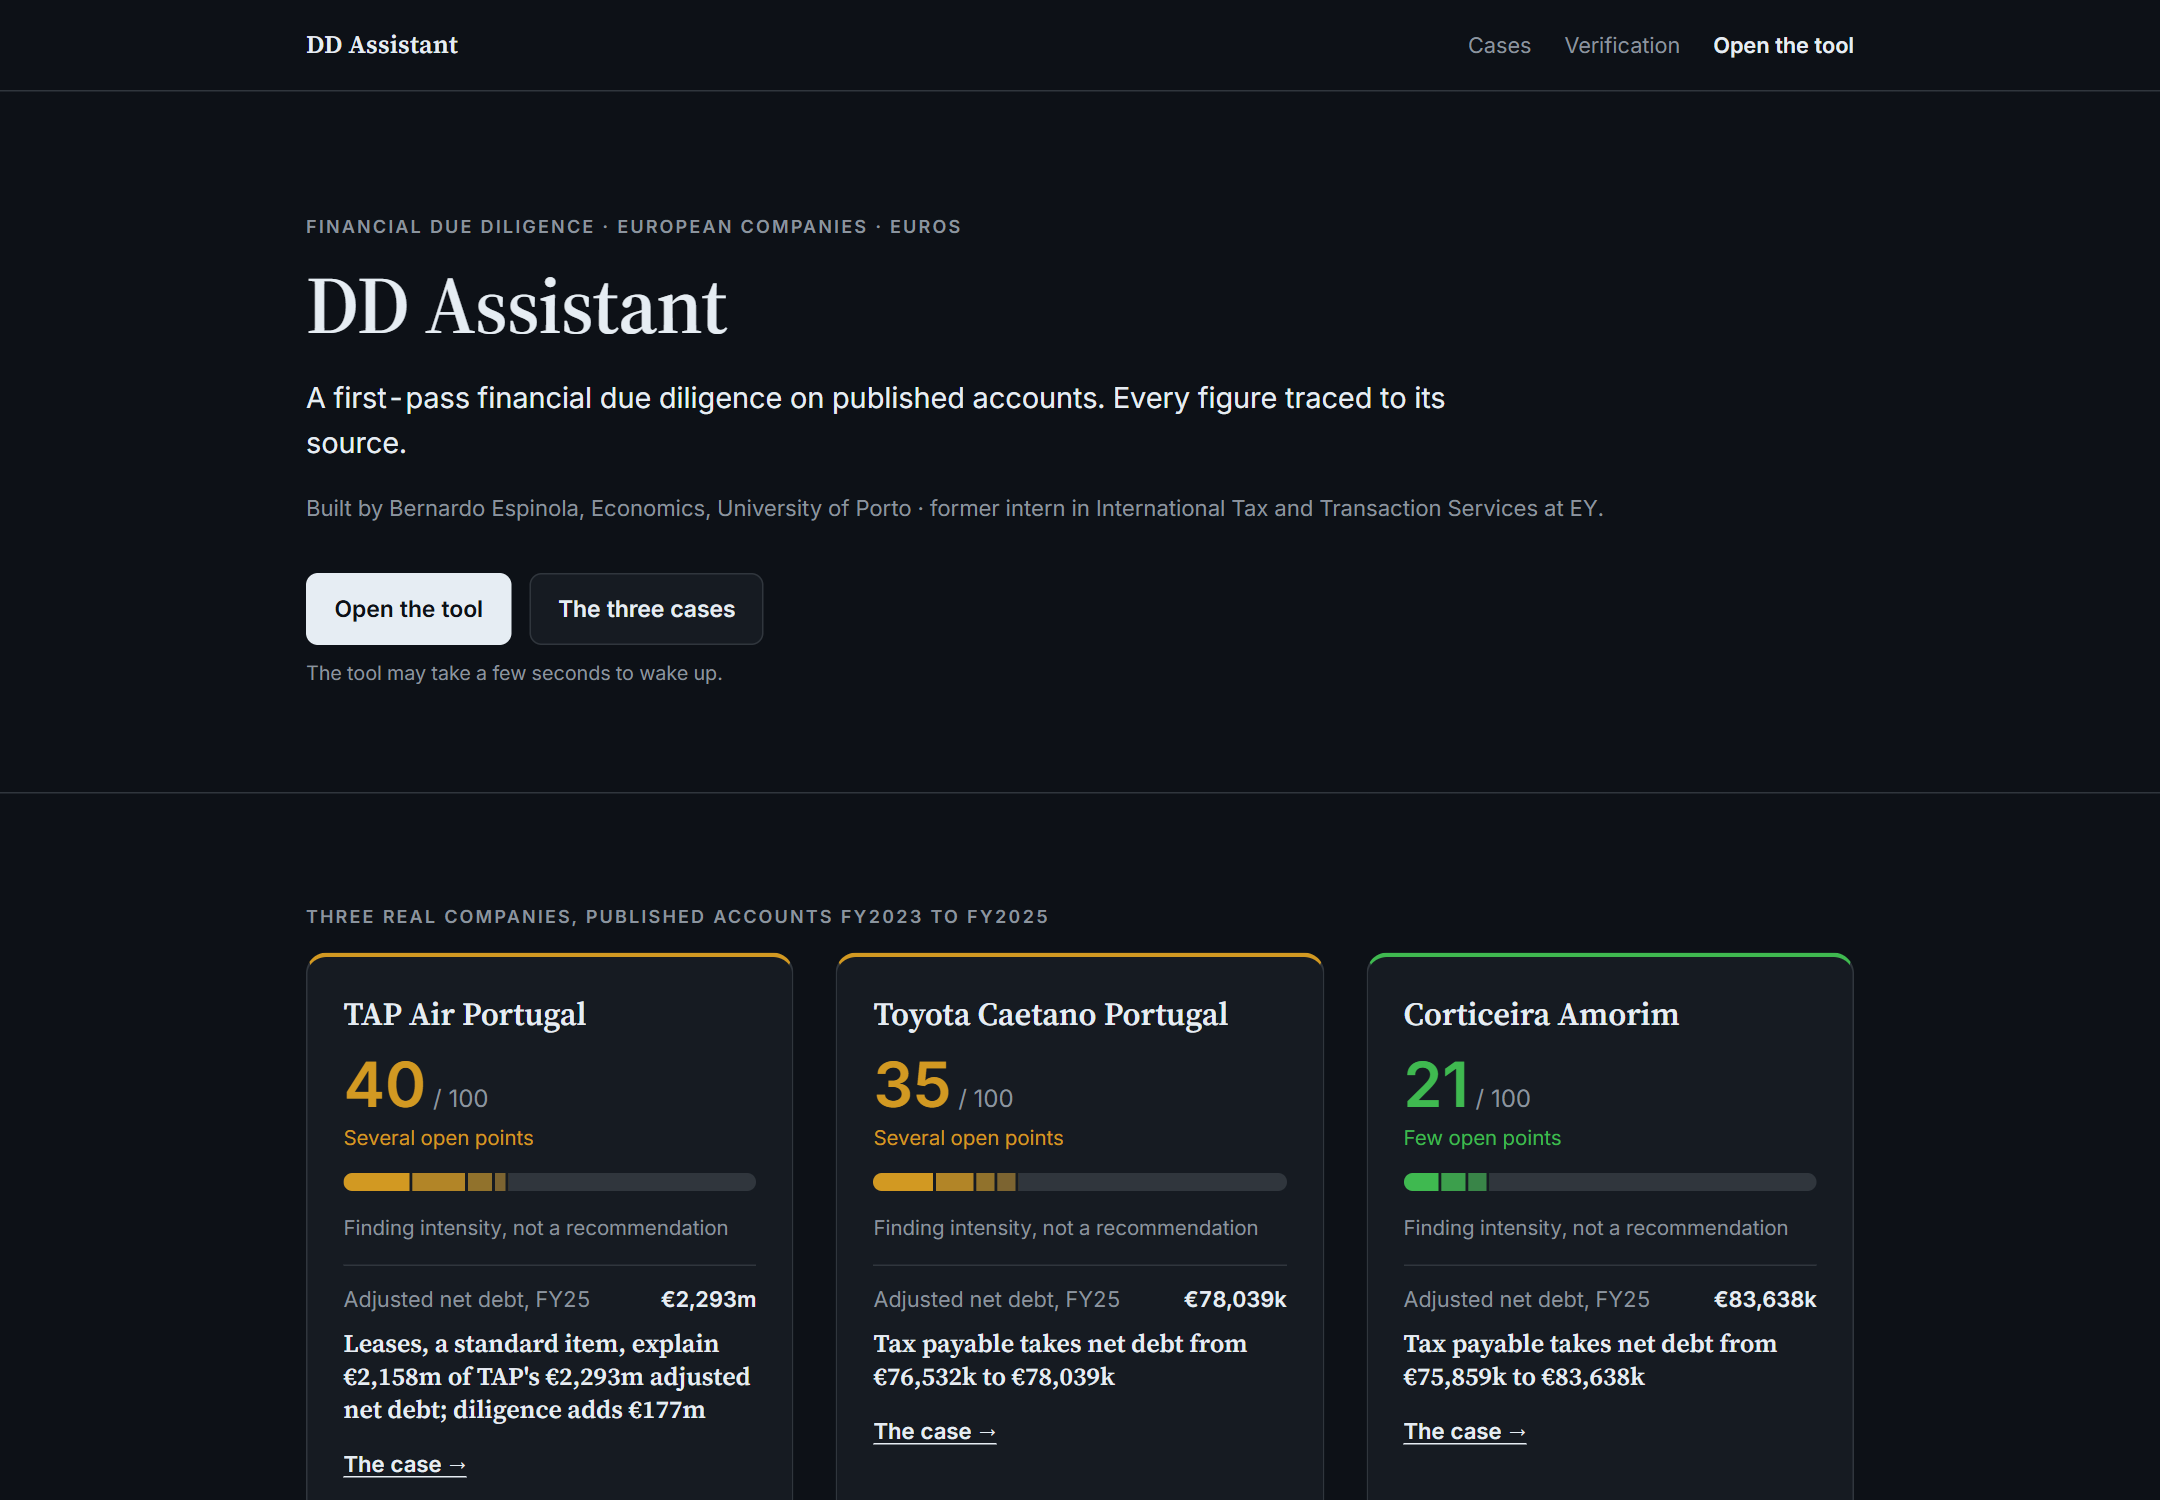 DD Assistant
Cases Verification Open the tool
FINANCIAL DUE DILIGENCE · EUROPEAN COMPANIES · EUROS
DD Assistant
A first-pass financial due diligence on published accounts. Every figure traced to its
source.
Built by Bernardo Espinola, Economics, University of Porto · former intern in International Tax and Transaction Services at EY.
Open the tool The three cases
The tool may take a few seconds to wake up.
THREE REAL COMPANIES, PUBLISHED ACCOUNTS FY2023 TO FY2025
TAP Air Portugal
40 / 100
Several open points
Finding intensity, not a recommendation
Adjusted net debt, FY25 €2,293m
Leases, a standard item, explain
€2,158m of TAP's €2,293m adjusted
net debt; diligence adds €177m
The case →
Toyota Caetano Portugal
35 / 100
Several open points
Finding intensity, not a recommendation
Adjusted net debt, FY25 €78,039k
Tax payable takes net debt from
€76,532k to €78,039k
The case →
Corticeira Amorim
21 / 100
Few open points
Finding intensity, not a recommendation
Adjusted net debt, FY25 €83,638k
Tax payable takes net debt from
€75,859k to €83,638k
The case →